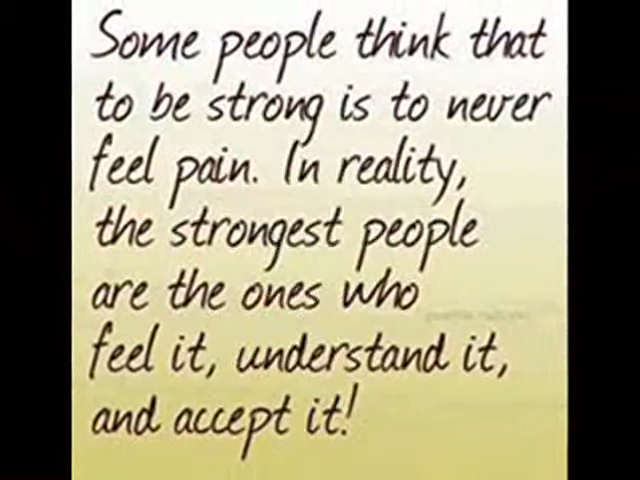 Some people think that
to be strong is to never
feel pain. In reality,
the strongest people
are the ones who
feel it, understand it,
and accept it!